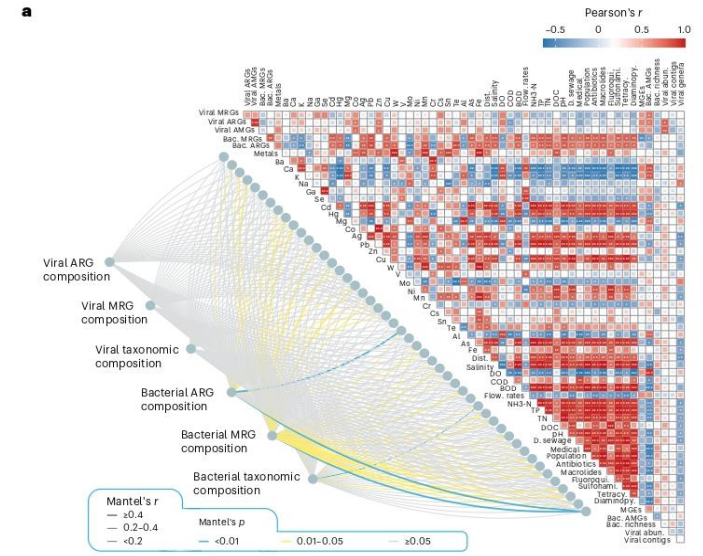 a
Pearson's r
−0.5 0 0.5 1.0
Viral ARGs
Viral AMGs
Bac. MRGs
Bac. ARGs
Metals
Ba
Ca
K
Na
Ga
Se
Cd
Hg
Mg
Co
Ag
Pb
Zn
Cu
W
V
Mo
Ni
Mn
Cr
Cs
Sn
Te
Al
As
Fe
Dist.
Salinity
DO
COD
BOD
Flow. rates
NH3-N
TP
TN
DOC
pH
D. sewage
Medical
Population
Antibiotics
Macrolides
Fluoroqui.
Sulfonami.
Tetracy.
Diaminopy.
MGEs
Bac. AMGs
Bac. richness
Viral abun.
Viral contigs
Viral genera
Viral MRGs
Viral ARGs
Viral AMGs
Bac. MRGs
Bac. ARGs
Metals
Ba
Ca
K
Na
Ga
Se
Cd
Hg
Mg
Co
Ag
Pb
Zn
Cu
W
V
Mo
Ni
Mn
Cr
Cs
Sn
Te
Al
As
Fe
Dist.
Salinity
DO
COD
BOD
Flow. rates
NH3-N
TP
TN
DOC
pH
D. sewage
Medical
Population
Antibiotics
Macrolides
Fluoroqui.
Sulfonami.
Tetracy.
Diaminopy.
MGEs
Bac. AMGs
Bac. richness
Viral abun.
Viral contigs
Viral ARG
composition
Viral MRG
composition
Viral taxonomic
composition
Bacterial ARG
composition
Bacterial MRG
composition
Bacterial taxonomic
composition
Mantel's r
≥0.4
0.2–0.4
<0.2
Mantel's p
<0.01 0.01–0.05 ≥0.05